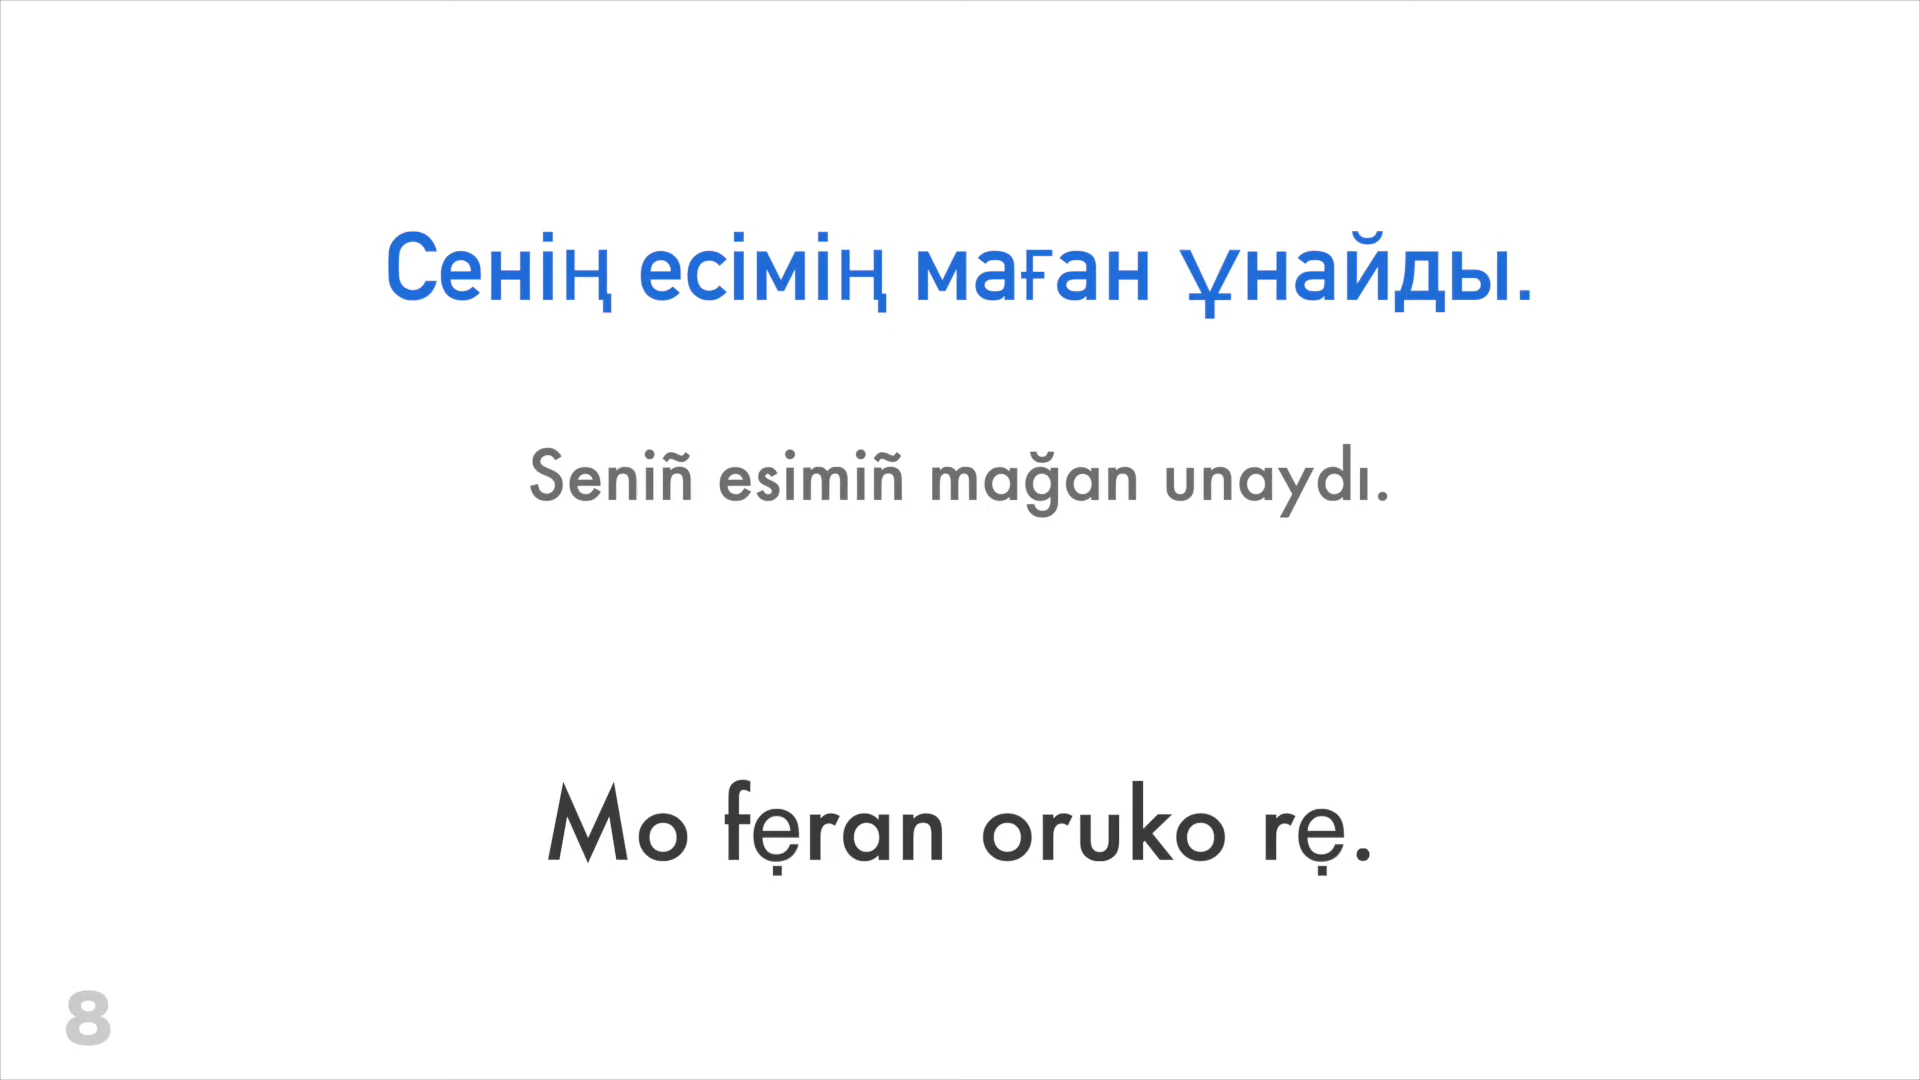 Сенің есімің маған ұнайды.
Seniñ esimiñ mağan unaydı.
Mo fẹran oruko rẹ.
8